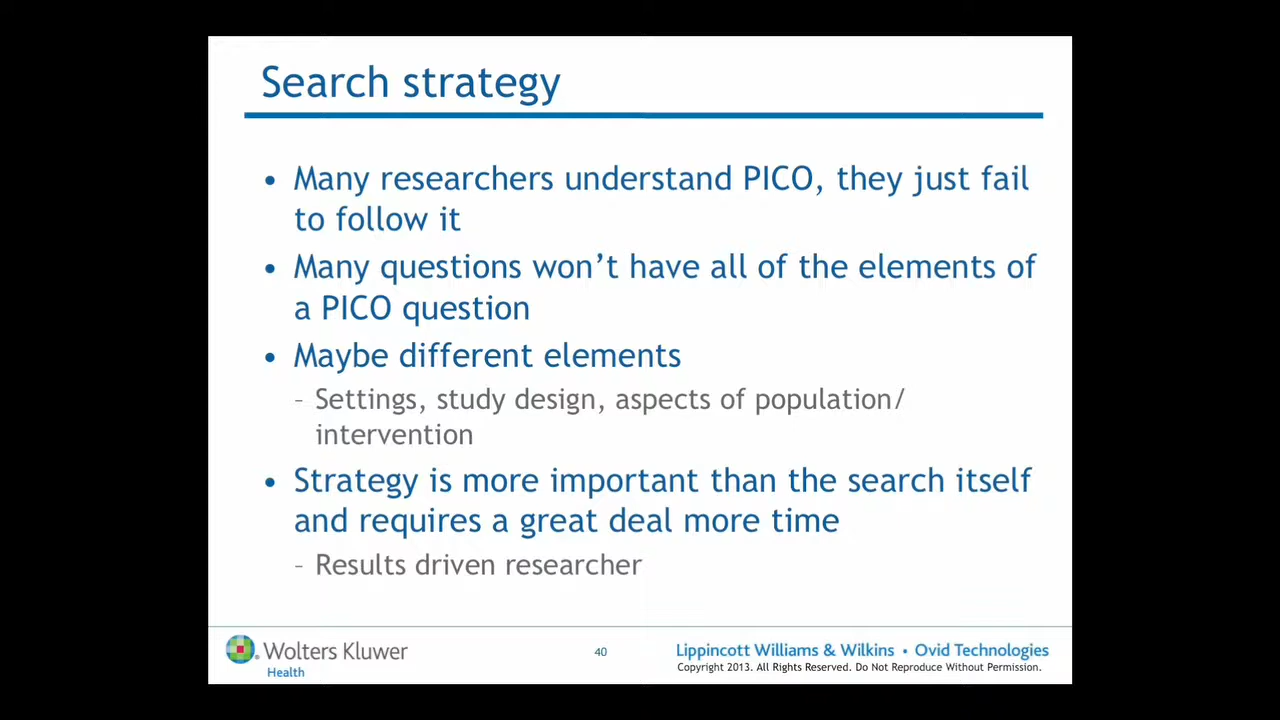 Search strategy
• Many researchers understand PICO, they just fail
to follow it
• Many questions won’t have all of the elements of
a PICO question
• Maybe different elements
– Settings, study design, aspects of population/
intervention
• Strategy is more important than the search itself
and requires a great deal more time
– Results driven researcher
Wolters Kluwer
Health
40
Lippincott Williams & Wilkins • Ovid Technologies
Copyright 2013. All Rights Reserved. Do Not Reproduce Without Permission.